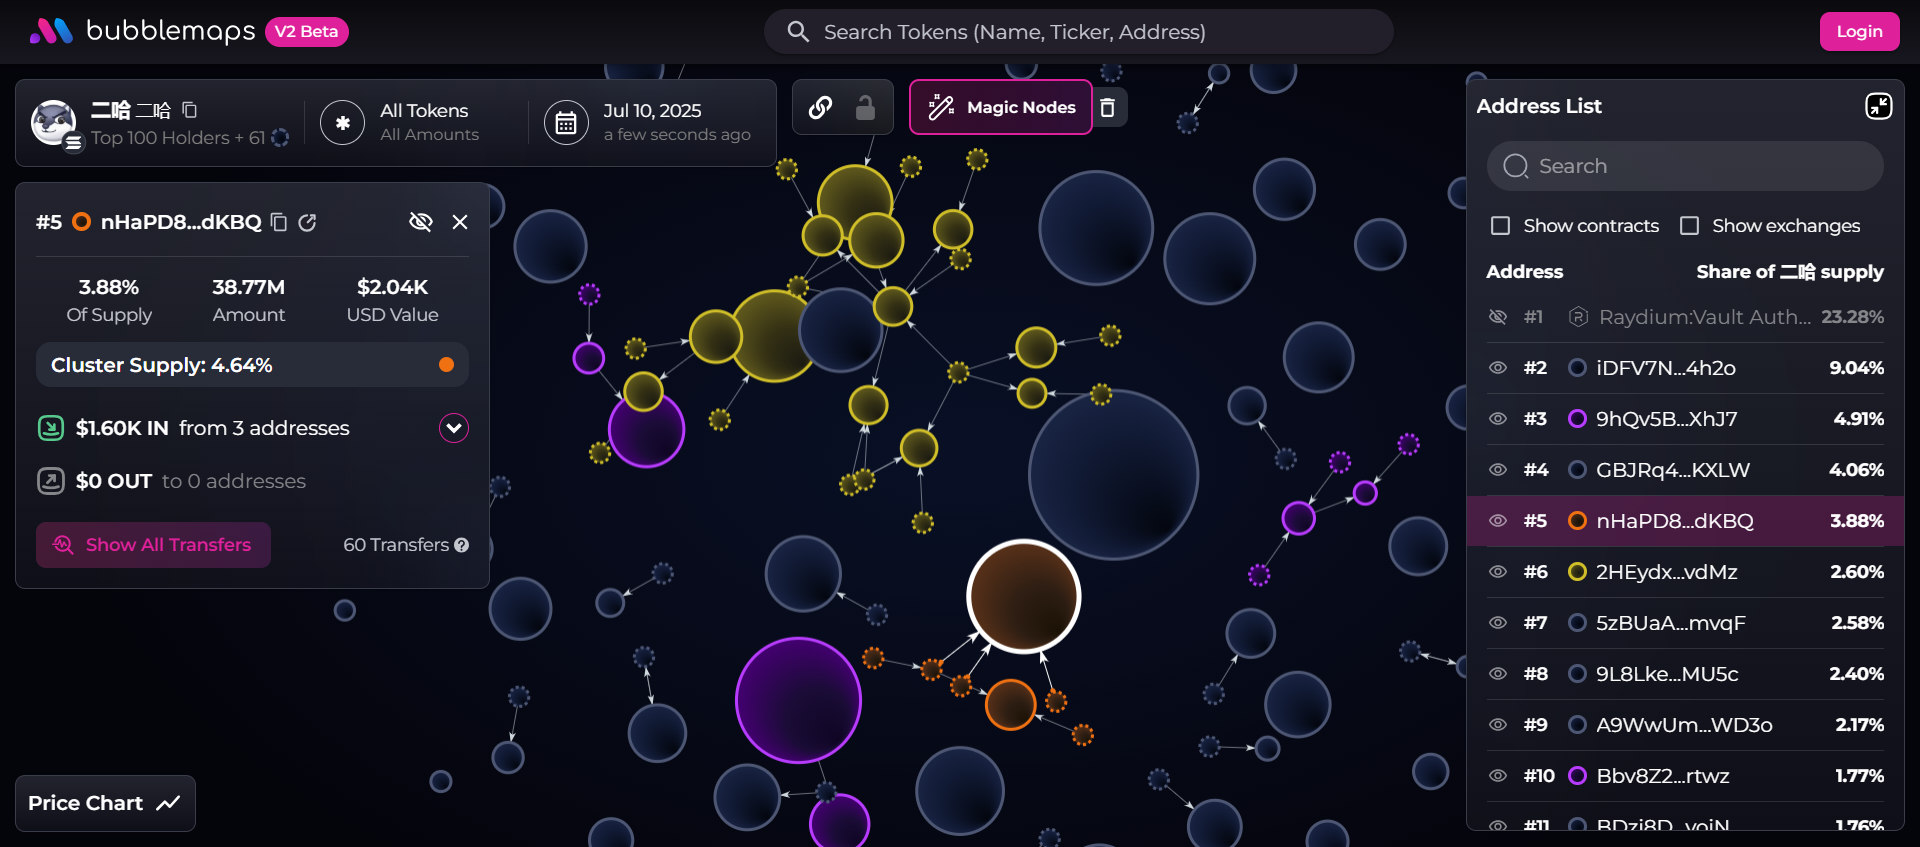 bubblemaps V2 Beta
Search Tokens (Name, Ticker, Address)
Login
二哈 二哈
Top 100 Holders + 61
All Tokens
All Amounts
Jul 10, 2025
a few seconds ago
Magic Nodes
#5 nHaPD8...dKBQ
3.88% 38.77M $2.04K
Of Supply Amount USD Value
Cluster Supply: 4.64%
$1.60K IN from 3 addresses
$0 OUT to 0 addresses
Show All Transfers 60 Transfers
Price Chart
Address List
Search
Show contracts Show exchanges
Address Share of 二哈 supply
#1 Raydium:Vault Auth... 23.28%
#2 iDFV7N...4h2o 9.04%
#3 9hQv5B...XhJ7 4.91%
#4 GBJRq4...KXLW 4.06%
#5 nHaPD8...dKBQ 3.88%
#6 2HEydx...vdMz 2.60%
#7 5zBUaA...mvqF 2.58%
#8 9L8Lke...MU5c 2.40%
#9 A9WwUm...WD3o 2.17%
#10 Bbv8Z2...rtwz 1.77%
#11 1.76%